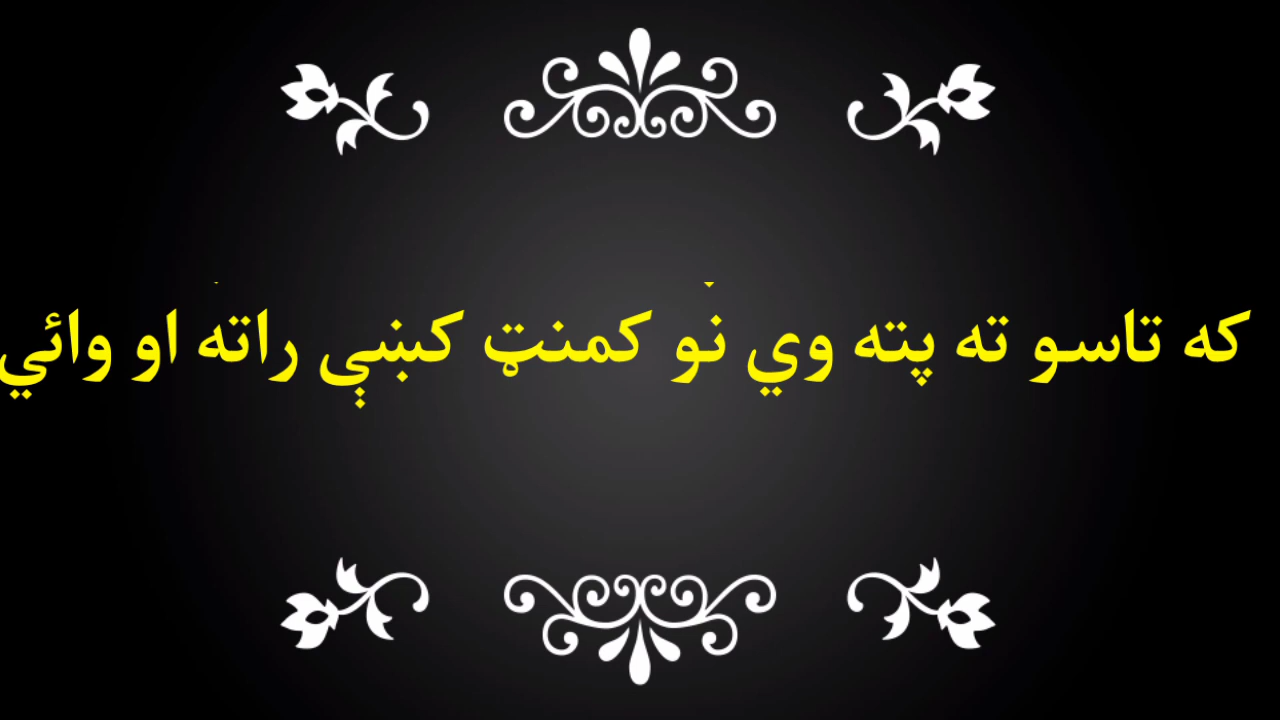 که تاسو ته پته وي نو کمنټ کښې راته او وائي